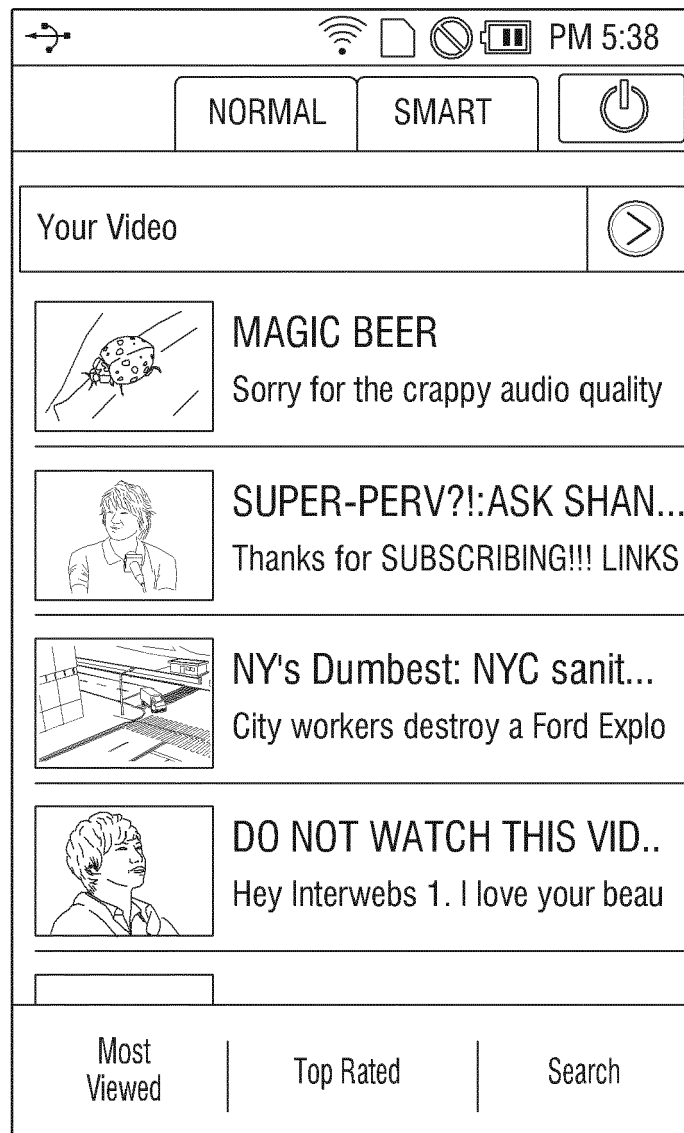 PM 5:38
NORMAL SMART
Your Video
MAGIC BEER
Sorry for the crappy audio quality
SUPER-PERV?!:ASK SHAN...
Thanks for SUBSCRIBING!!! LINKS
NY's Dumbest: NYC sanit...
City workers destroy a Ford Explo
DO NOT WATCH THIS VID..
Hey Interwebs 1. I love your beau
Most
Viewed
Top Rated
Search